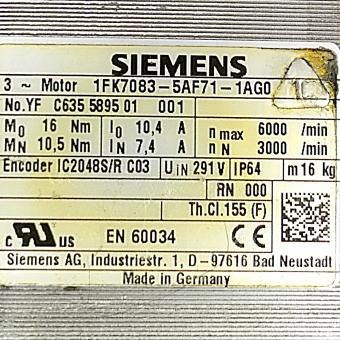 SIEMENS
3 ~ Motor 1FK7083-5AF71-1AG0
No.YF C635 5895 01 001
M0 16 Nm I0 10,4 A n max 6000 /min
MN 10,5 Nm IN 7,4 A nN 3000 /min
Encoder IC2048S/R C03 UIN 291 V IP64 m 16 kg
RN 000
Th.Cl.155 (F)
c RU US EN 60034 CE
Siemens AG, Industriestr. 1, D-97616 Bad Neustadt
Made in Germany